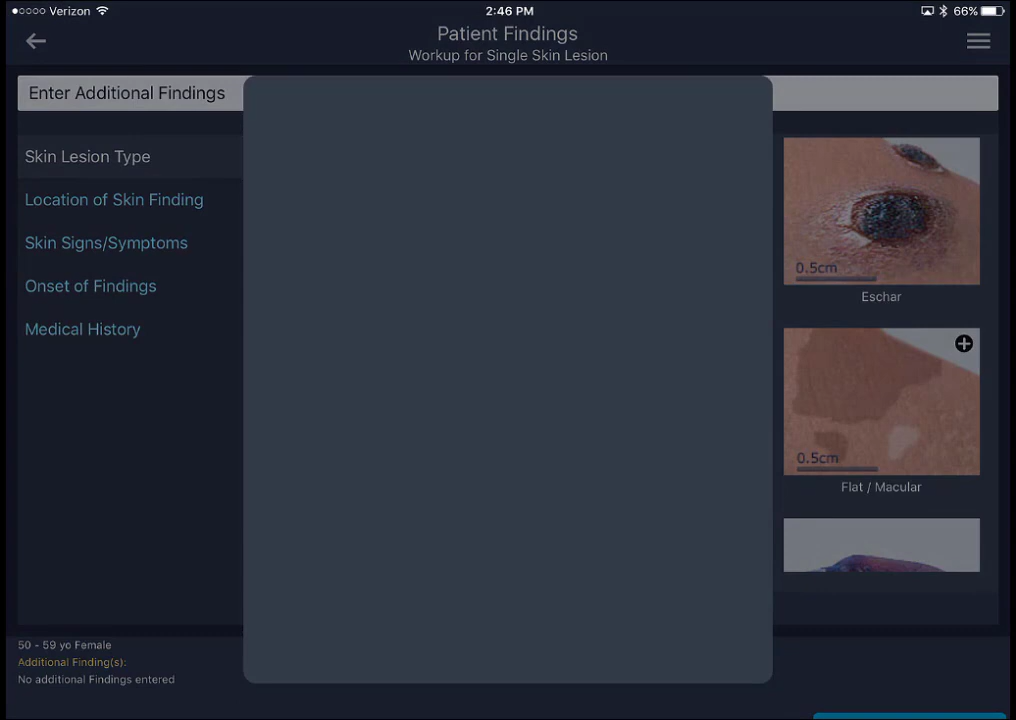 Verizon
2:46 PM
66%
Patient Findings
Workup for Single Skin Lesion
Enter Additional Findings
Skin Lesion Type
Location of Skin Finding
Skin Signs/Symptoms
Onset of Findings
Medical History
0.5cm
Eschar
0.5cm
Flat / Macular
50 - 59 yo Female
Additional Finding(s):
No additional Findings entered